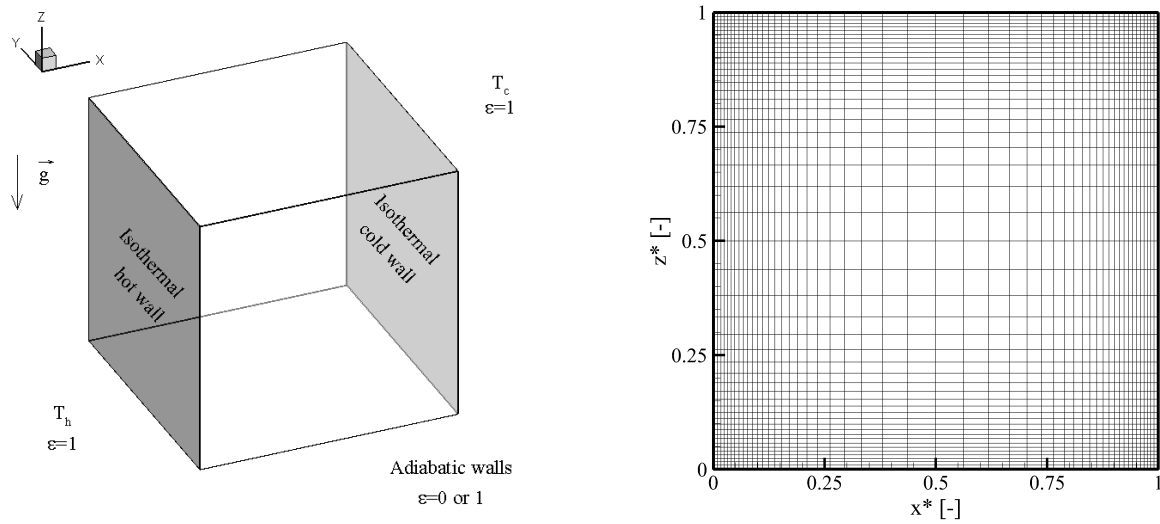 Z
Y
X
T_c
ε=1
g
Isothermal
hot wall
Isothermal
cold wall
T_h
ε=1
Adiabatic walls
ε=0 or 1
1
0.75
0.5
0.25
0
z* [-]
0
0.25
0.5
0.75
1
x* [-]